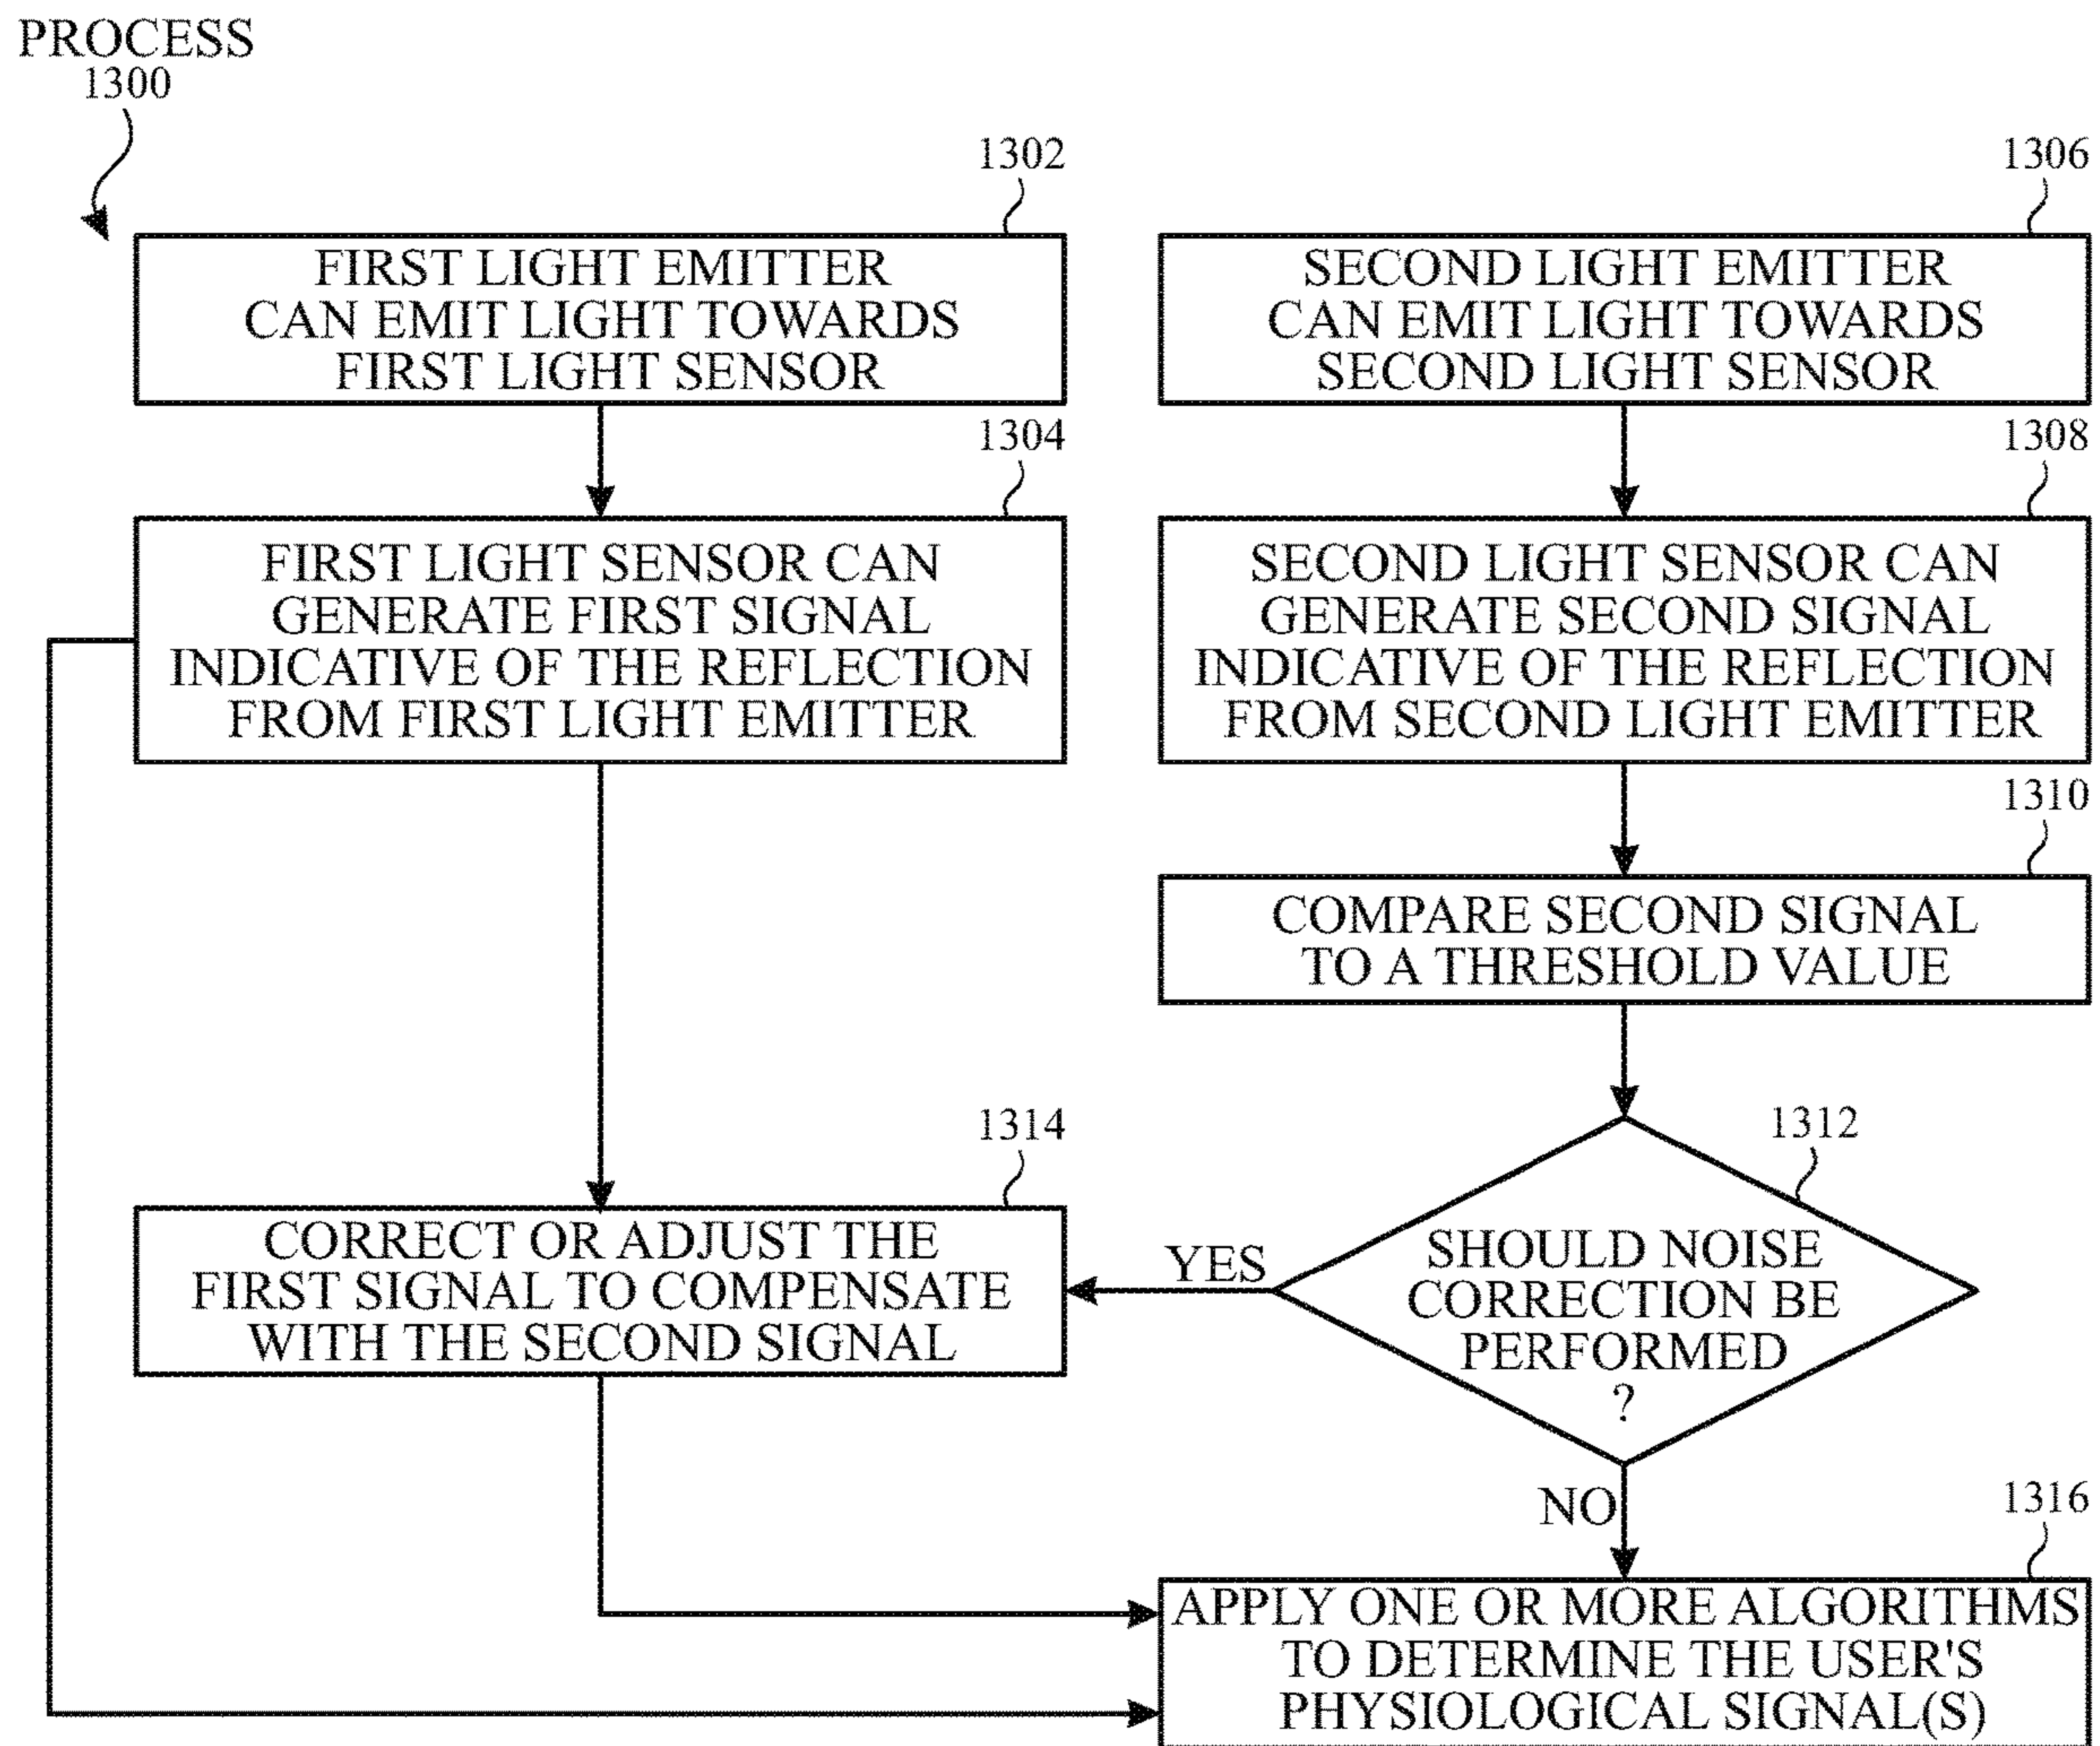 PROCESS
1300
1302
FIRST LIGHT EMITTER
CAN EMIT LIGHT TOWARDS
FIRST LIGHT SENSOR
1306
SECOND LIGHT EMITTER
CAN EMIT LIGHT TOWARDS
SECOND LIGHT SENSOR
1304
FIRST LIGHT SENSOR CAN
GENERATE FIRST SIGNAL
INDICATIVE OF THE REFLECTION
FROM FIRST LIGHT EMITTER
1308
SECOND LIGHT SENSOR CAN
GENERATE SECOND SIGNAL
INDICATIVE OF THE REFLECTION
FROM SECOND LIGHT EMITTER
1310
COMPARE SECOND SIGNAL
TO A THRESHOLD VALUE
1312
SHOULD NOISE
CORRECTION BE
PERFORMED
?
YES
1314
CORRECT OR ADJUST THE
FIRST SIGNAL TO COMPENSATE
WITH THE SECOND SIGNAL
NO
1316
APPLY ONE OR MORE ALGORITHMS
TO DETERMINE THE USER'S
PHYSIOLOGICAL SIGNAL(S)